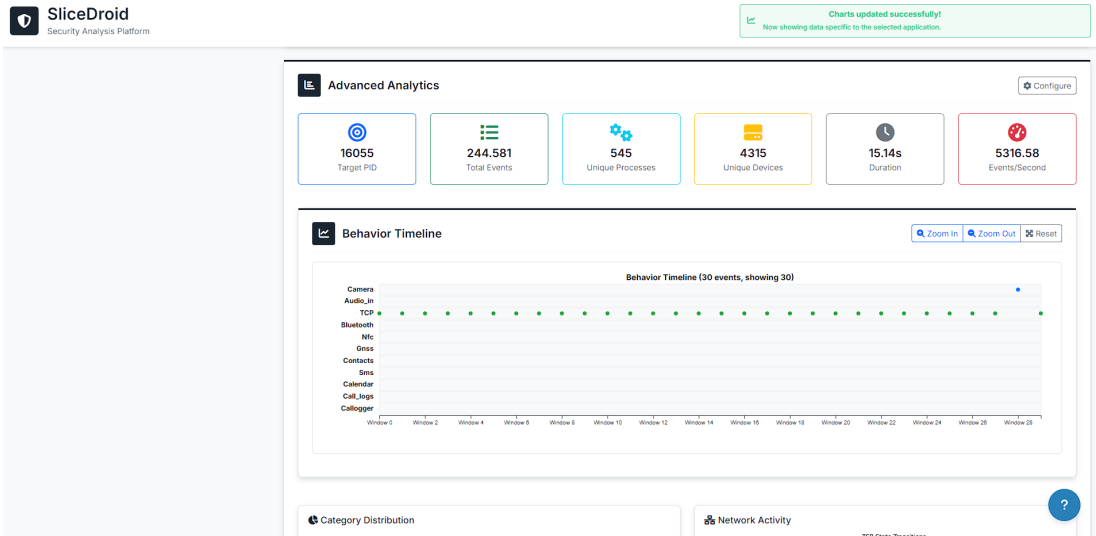 SliceDroid
Security Analysis Platform
Charts updated successfully!
Now showing data specific to the selected application.
Advanced Analytics
Configure
16055
Target PID
244.581
Total Events
545
Unique Processes
4315
Unique Devices
15.14s
Duration
5316.58
Events/Second
Behavior Timeline
Zoom In
Zoom Out
Reset
Behavior Timeline (30 events, showing 30)
Camera
Audio_in
TCP
Bluetooth
Nfc
Gnss
Contacts
Sms
Calendar
Call_logs
Callogger
Window 0 Window 2 Window 4 Window 6 Window 8 Window 10 Window 12 Window 14 Window 16 Window 18 Window 20 Window 22 Window 24 Window 26 Window 28
Category Distribution
Network Activity
TCP State Transitions
?